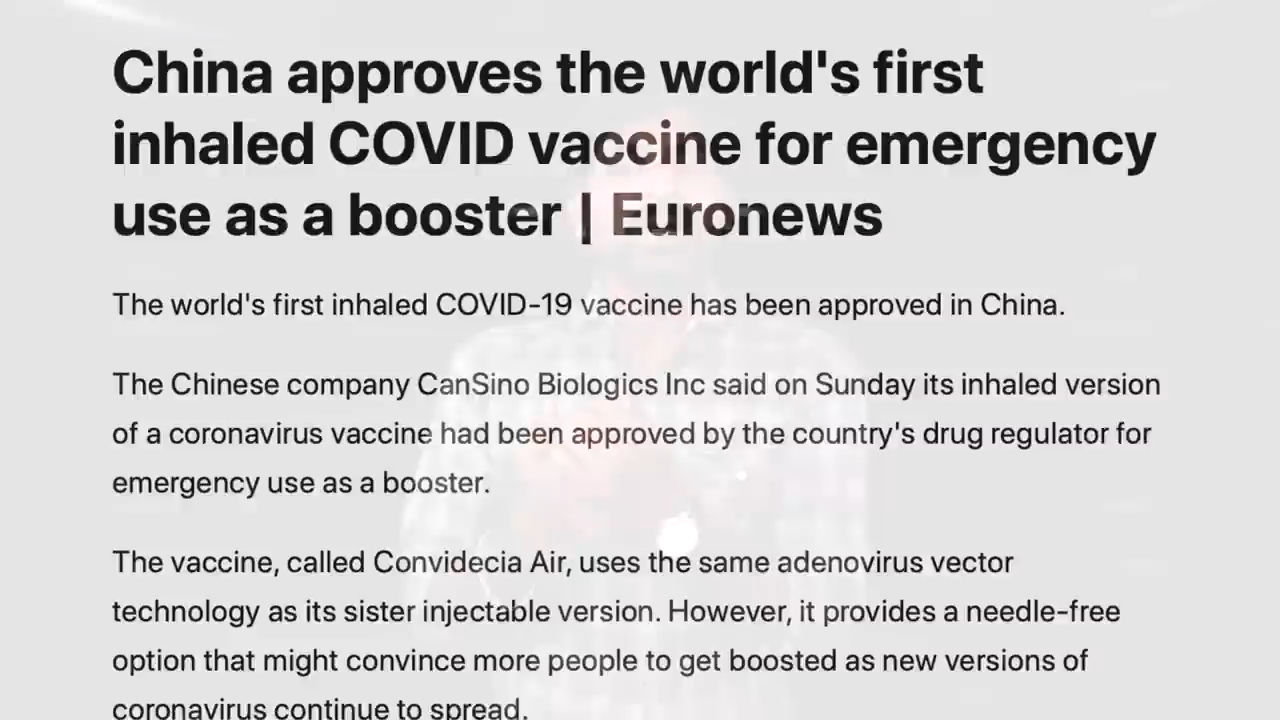 China approves the world's first
inhaled COVID vaccine for emergency
use as a booster | Euronews
The world's first inhaled COVID-19 vaccine has been approved in China.
The Chinese company CanSino Biologics Inc said on Sunday its inhaled version
of a coronavirus vaccine had been approved by the country's drug regulator for
emergency use as a booster.
The vaccine, called Convidecia Air, uses the same adenovirus vector
technology as its sister injectable version. However, it provides a needle-free
option that might convince more people to get boosted as new versions of
coronavirus continue to spread.